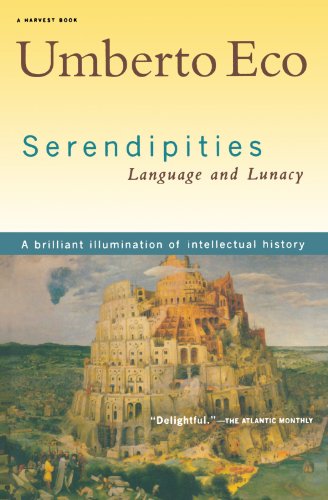 A HARVEST BOOK
Umberto Eco
Serendipities
Language and Lunacy
A brilliant illumination of intellectual history
"Delightful."—THE ATLANTIC MONTHLY